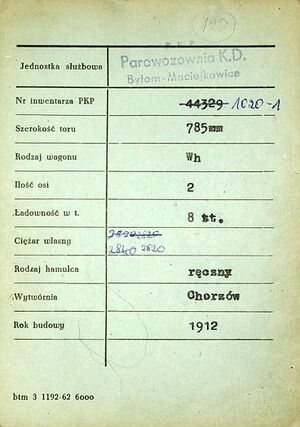 P. K. P.
Jednostka służbowa Parowozownia K.D.
Bytom-Maciejkowice
Nr inwentarza PKP 44329 1020-1
Szerokość toru 785mm
Rodzaj wagonu Wh
Ilość osi 2
Ładowność w t. 8 tt.
Ciężar własny
2840 2820
Rodzaj hamulca ręczny
Wytwórnia Chorzów
Rok budowy 1912
btm 3 1192-62 6000